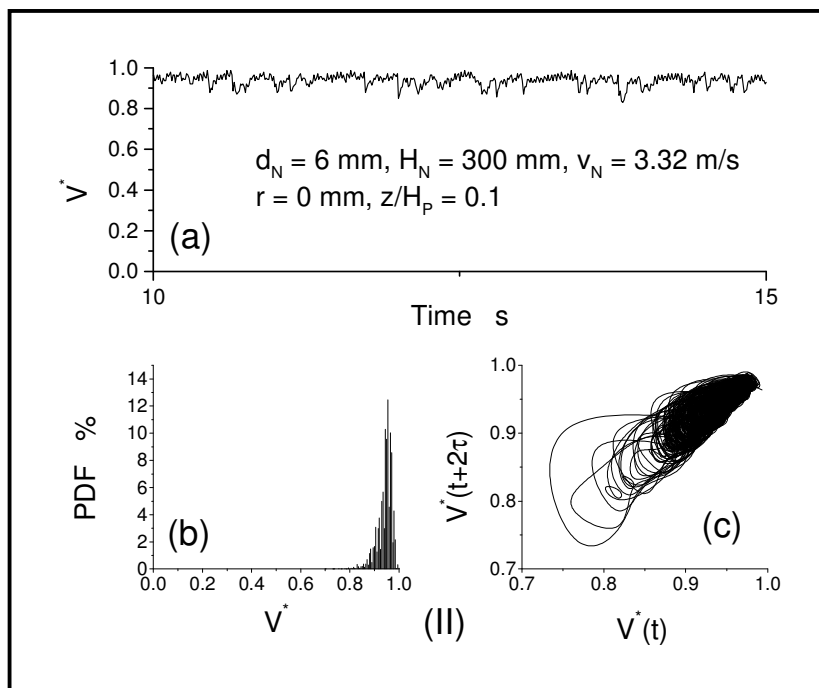 1.0
0.8
0.6
0.4
0.2
0.0
V*
d_N = 6 mm, H_N = 300 mm, v_N = 3.32 m/s
r = 0 mm, z/H_P = 0.1
(a)
10
15
Time s
14
12
10
8
6
4
2
0
PDF %
(b)
0.0 0.2 0.4 0.6 0.8 1.0
V*
1.0
0.9
0.8
0.7
V*(t+2τ)
(c)
0.7 0.8 0.9 1.0
V*(t)
(II)